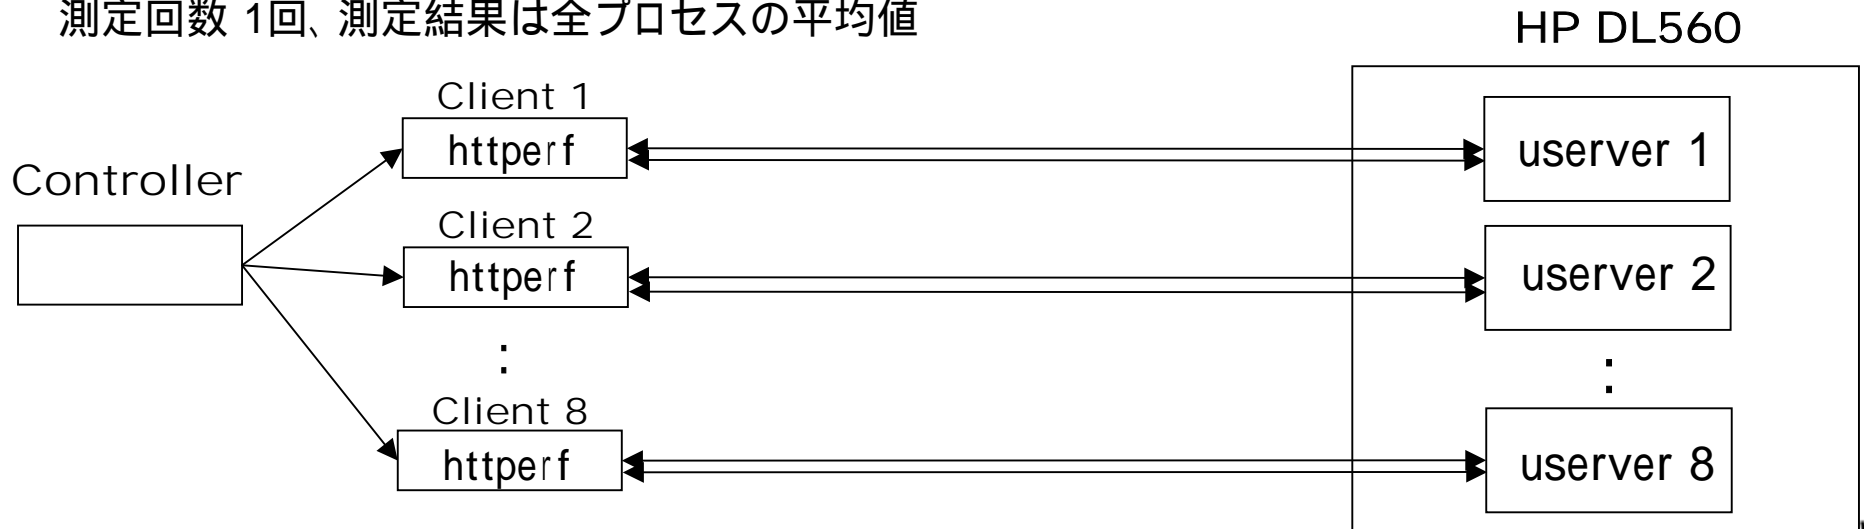 測定回数 1回、測定結果は全プロセスの平均値
HP DL560
Client 1
httperf
userver 1
Controller
Client 2
httperf
userver 2
:
:
Client 8
httperf
userver 8